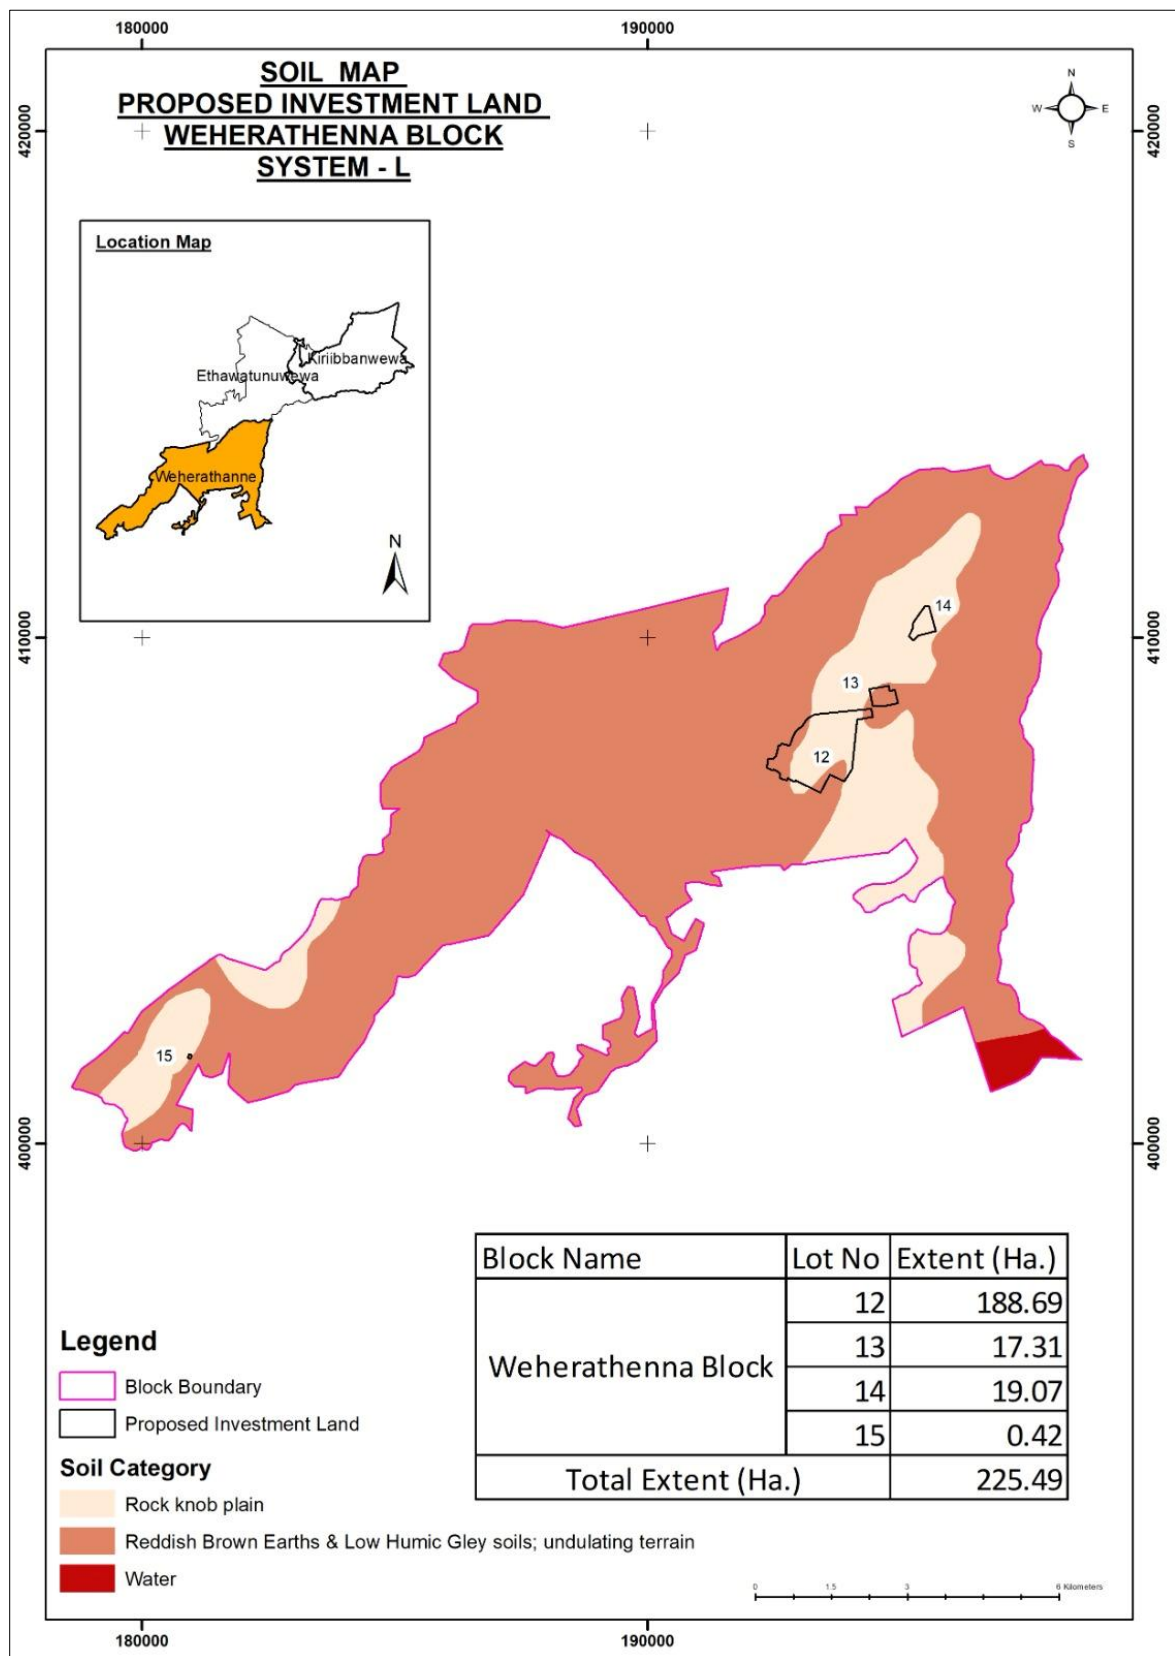 180000
190000
SOIL MAP
PROPOSED INVESTMENT LAND
WEHERATHENNA BLOCK
SYSTEM - L
N
W
E
S
420000
420000
Location Map
Kiriibbanwewa
Ethawatunuwewa
Weherathanne
N
14
410000
410000
13
12
15
400000
400000
Block Name Lot No Extent (Ha.)
12 188.69
13 17.31
Weherathenna Block
14 19.07
15 0.42
Total Extent (Ha.) 225.49
Legend
Block Boundary
Proposed Investment Land
Soil Category
Rock knob plain
Reddish Brown Earths & Low Humic Gley soils; undulating terrain
Water
0 1.5 3 6 Kilometers
180000
190000